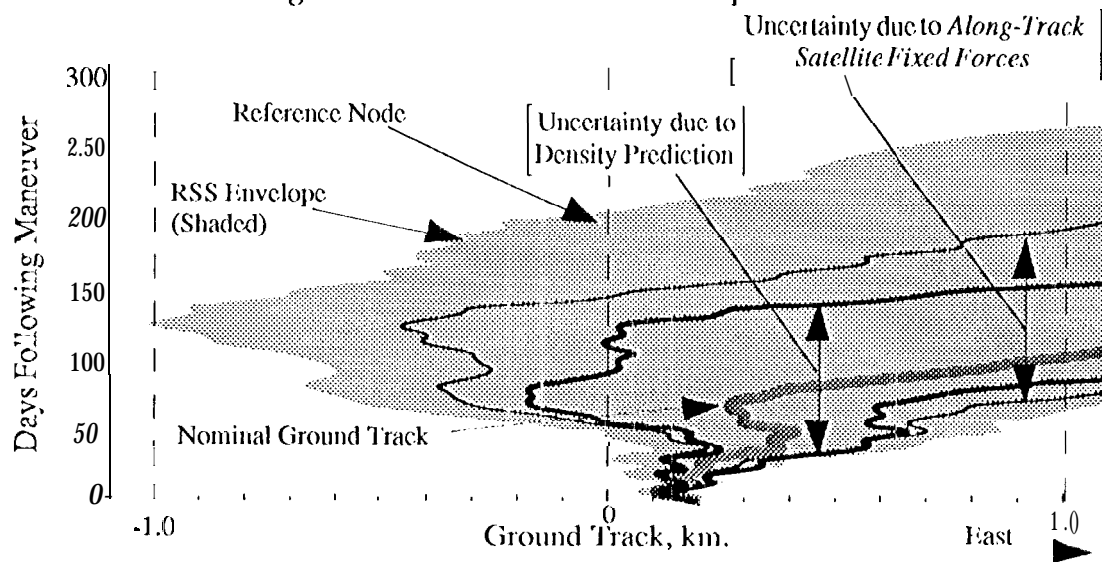 Uncertainty due to Along-Track
Satellite Fixed Forces
Reference Node
Uncertainty due to
Density Prediction
RSS Envelope
(Shaded)
Nominal Ground Track
Days Following Maneuver
300
2.50
200
150
100
50
0
-1.0
0
1.0
Ground Track, km.
East